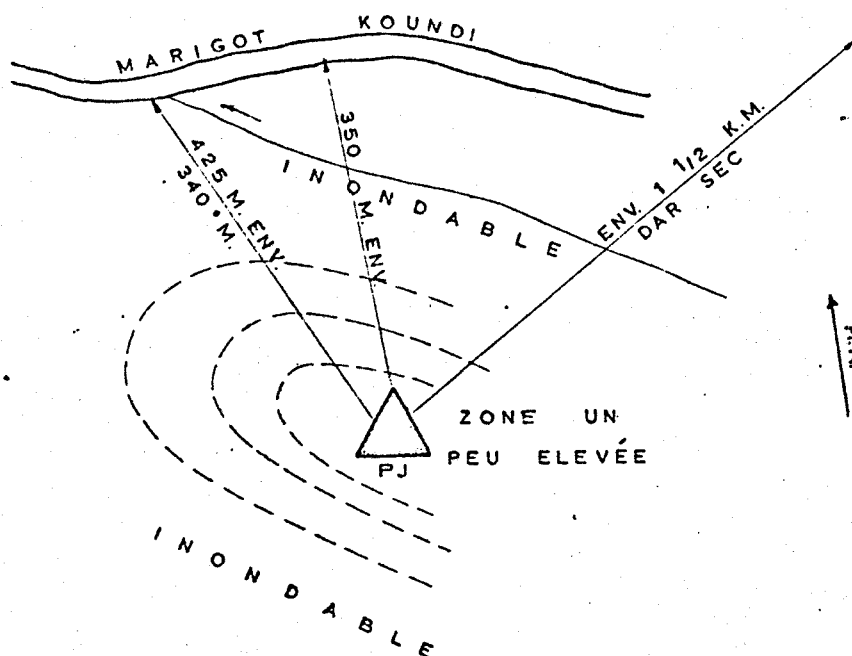 MARIGOT KOUNDI
425 M. ENV.
340° M.
350 M. ENV.
ENV. 1 1/2 K.M.
DAR SEC
INONDABLE
ZONE UN
PEU ELEVÉE
PJ
INONDABLE